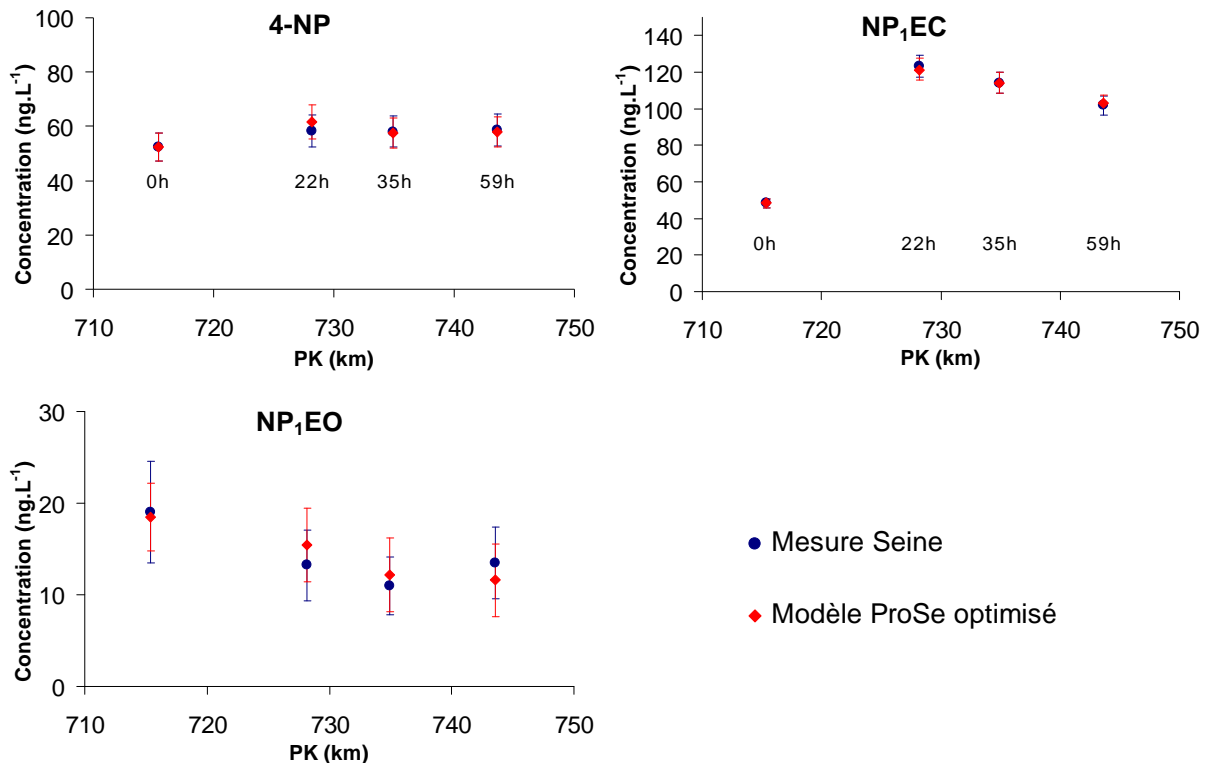 4-NP
Concentration (ng.L⁻¹)
100
80
60
40
20
0
0h 22h 35h 59h
710 720 730 740 750
PK (km)
NP₁EC
Concentration (ng.L⁻¹)
140
120
100
80
60
40
20
0
0h 22h 35h 59h
710 720 730 740 750
PK (km)
NP₁EO
Concentration (ng.L⁻¹)
30
20
10
0
710 720 730 740 750
PK (km)
Mesure Seine
Modèle ProSe optimisé